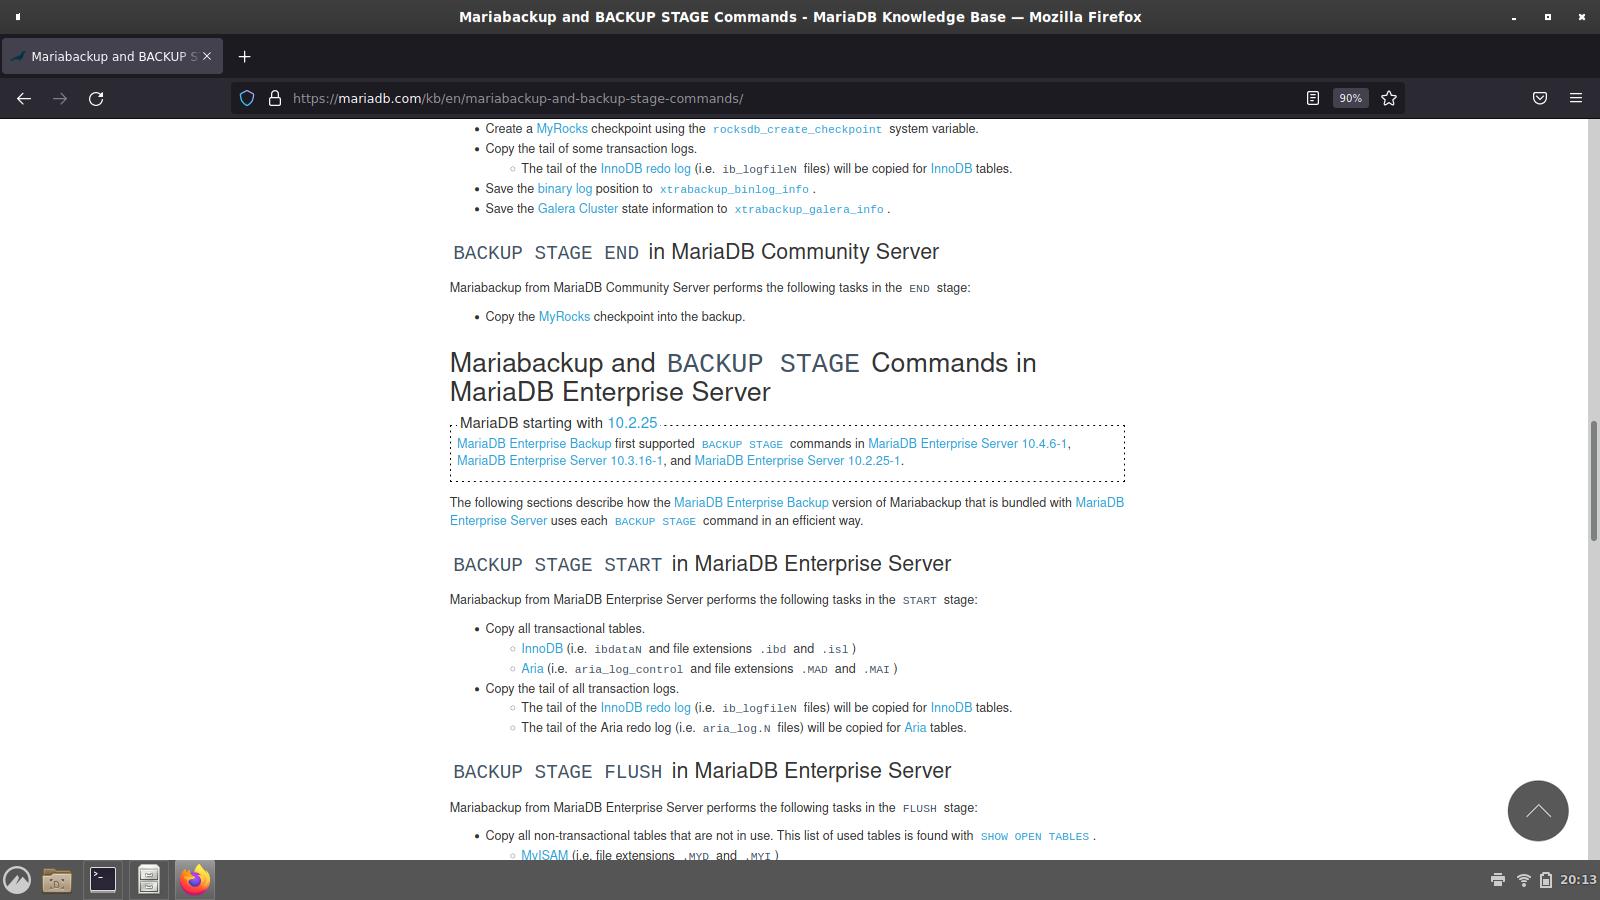 Mariabackup and BACKUP STAGE Commands - MariaDB Knowledge Base — Mozilla Firefox
Mariabackup and BACKUP S
https://mariadb.com/kb/en/mariabackup-and-backup-stage-commands/
90%
• Create a MyRocks checkpoint using the rocksdb_create_checkpoint system variable.
• Copy the tail of some transaction logs.
○ The tail of the InnoDB redo log (i.e. ib_logfileN files) will be copied for InnoDB tables.
• Save the binary log position to xtrabackup_binlog_info .
• Save the Galera Cluster state information to xtrabackup_galera_info .
BACKUP STAGE END in MariaDB Community Server
Mariabackup from MariaDB Community Server performs the following tasks in the END stage:
• Copy the MyRocks checkpoint into the backup.
Mariabackup and BACKUP STAGE Commands in
MariaDB Enterprise Server
MariaDB starting with 10.2.25
MariaDB Enterprise Backup first supported BACKUP STAGE commands in MariaDB Enterprise Server 10.4.6-1,
MariaDB Enterprise Server 10.3.16-1, and MariaDB Enterprise Server 10.2.25-1.
The following sections describe how the MariaDB Enterprise Backup version of Mariabackup that is bundled with MariaDB
Enterprise Server uses each BACKUP STAGE command in an efficient way.
BACKUP STAGE START in MariaDB Enterprise Server
Mariabackup from MariaDB Enterprise Server performs the following tasks in the START stage:
• Copy all transactional tables.
○ InnoDB (i.e. ibdataN and file extensions .ibd and .isl )
○ Aria (i.e. aria_log_control and file extensions .MAD and .MAI )
• Copy the tail of all transaction logs.
○ The tail of the InnoDB redo log (i.e. ib_logfileN files) will be copied for InnoDB tables.
○ The tail of the Aria redo log (i.e. aria_log.N files) will be copied for Aria tables.
BACKUP STAGE FLUSH in MariaDB Enterprise Server
Mariabackup from MariaDB Enterprise Server performs the following tasks in the FLUSH stage:
• Copy all non-transactional tables that are not in use. This list of used tables is found with SHOW OPEN TABLES .
○ MyISAM (i.e. file extensions .MYD and .MYI )
20:13